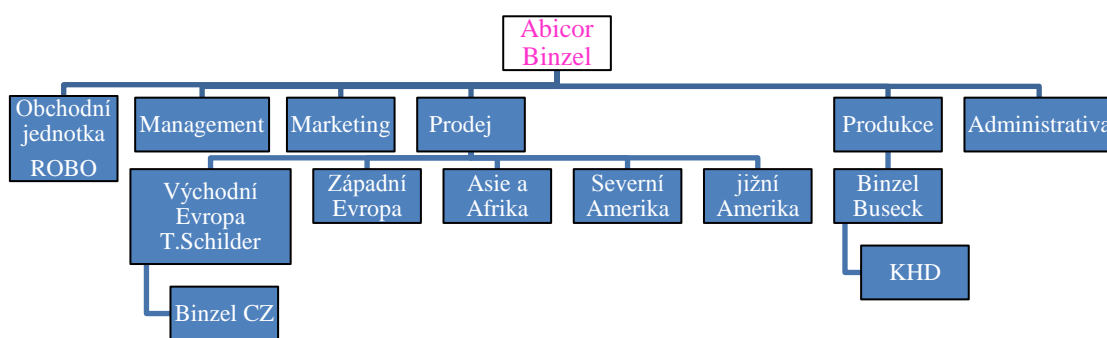 Abicor
Binzel
Obchodní
jednotka
ROBO
Management
Marketing
Prodej
Produkce
Administrativa
Východní
Evropa
T.Schilder
Západní
Evropa
Asie a
Afrika
Severní
Amerika
jižní
Amerika
Binzel
Buseck
Binzel CZ
KHD